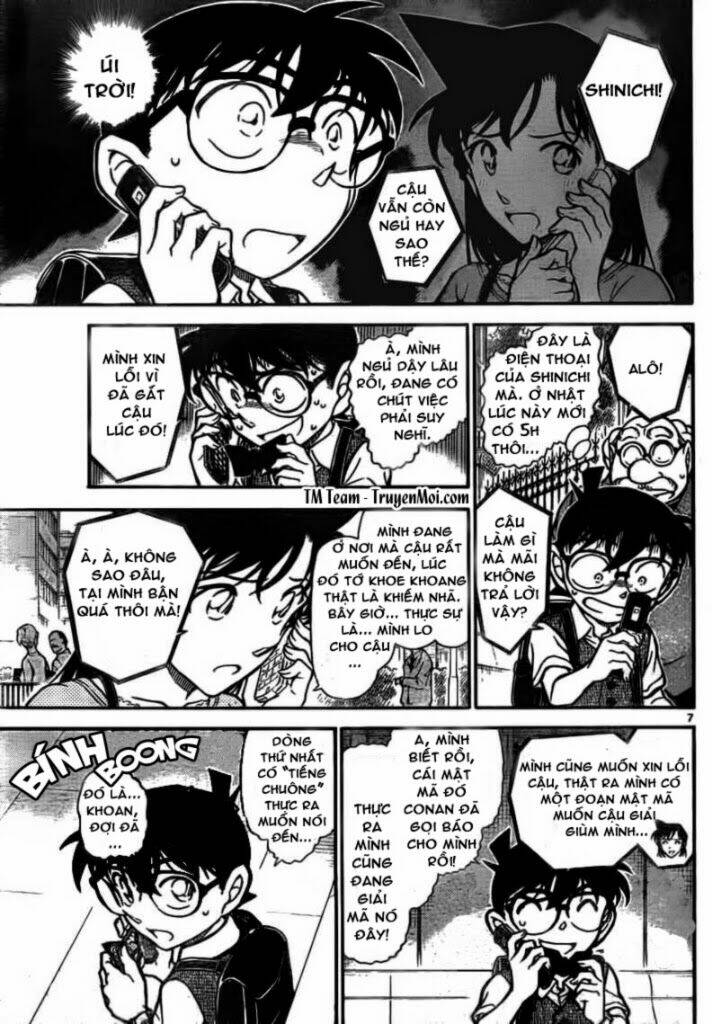 SHINICHI!
CẬU
VẪN CÒN
NGỦ HAY
SAO
THẾ?
ÚI
TRỜI!
ALÔ!
ĐÂY LÀ
ĐIỆN THOẠI
CỦA SHINICHI
MÀ. Ở NHẬT
LÚC NÀY MỚI
CÓ 5H
THÔI...
CẬU
LÀM GÌ
MÀ MÃI
KHÔNG
TRẢ LỜI
VẬY?
À, MÌNH
NGỦ DẬY LÂU
RỒI, ĐANG CÓ
CHÚT VIỆC
PHẢI SUY
NGHĨ.
MÌNH XIN
LỖI VÌ
ĐÃ GẮT
CẬU
LÚC ĐÓ!
TM Team - TruyenMoi.com
MÌNH ĐANG
Ở NƠI MÀ CẬU RẤT
MUỐN ĐẾN, LÚC
ĐÓ TỚ KHOE KHOANG
THẬT LÀ KHIẾM NHÃ.
BÂY GIỜ... THỰC SỰ
LÀ... MÌNH LO
CHO CẬU...
À, À, KHÔNG
SAO ĐÂU,
TẠI MÌNH BẬN
QUÁ THÔI MÀ!
7
MÌNH CŨNG MUỐN XIN LỖI
CẬU, THẬT RA MÌNH CÓ
MỘT ĐOẠN MẬT MÃ
MUỐN CẬU GIẢI
GIÙM MÌNH...
A, MÌNH
BIẾT RỒI,
CÁI MẬT
MÃ ĐÓ
CONAN ĐÃ
GỌI BÁO
CHO MÌNH
RỒI!
THỰC
RA MÌNH
CŨNG
ĐANG
GIẢI
MÃ NÓ
ĐÂY!
DÒNG
THỨ NHẤT
CÓ "TIẾNG
CHUÔNG"
THỰC RA
MUỐN NÓI
ĐẾN...
BÍNH
BOONG
ĐÓ LÀ...
KHOAN,
ĐỢI ĐÃ
...